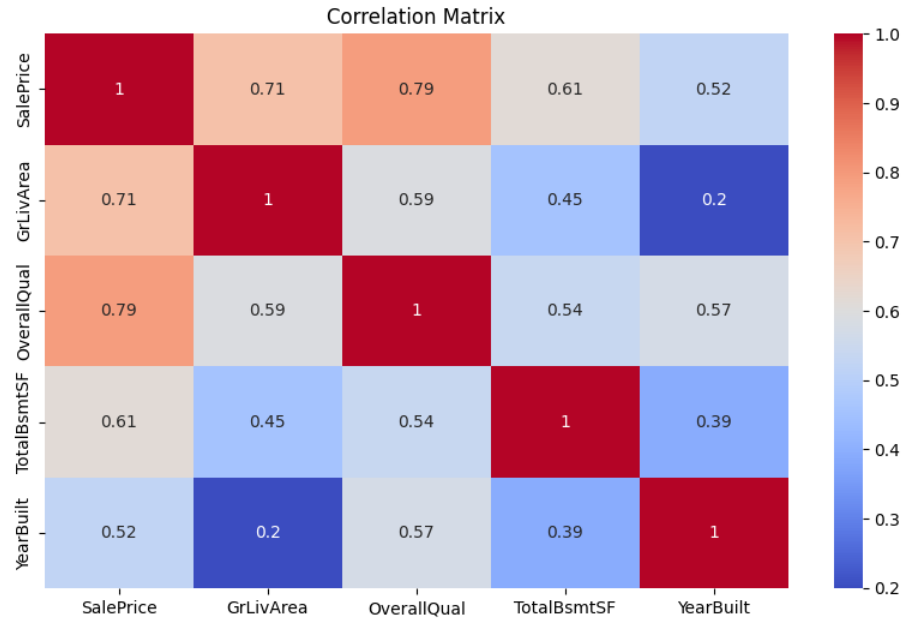 Correlation Matrix
SalePrice 1 0.71 0.79 0.61 0.52
GrLivArea 0.71 1 0.59 0.45 0.2
OverallQual 0.79 0.59 1 0.54 0.57
TotalBsmtSF 0.61 0.45 0.54 1 0.39
YearBuilt 0.52 0.2 0.57 0.39 1
SalePrice GrLivArea OverallQual TotalBsmtSF YearBuilt
1.0
0.9
0.8
0.7
0.6
0.5
0.4
0.3
0.2